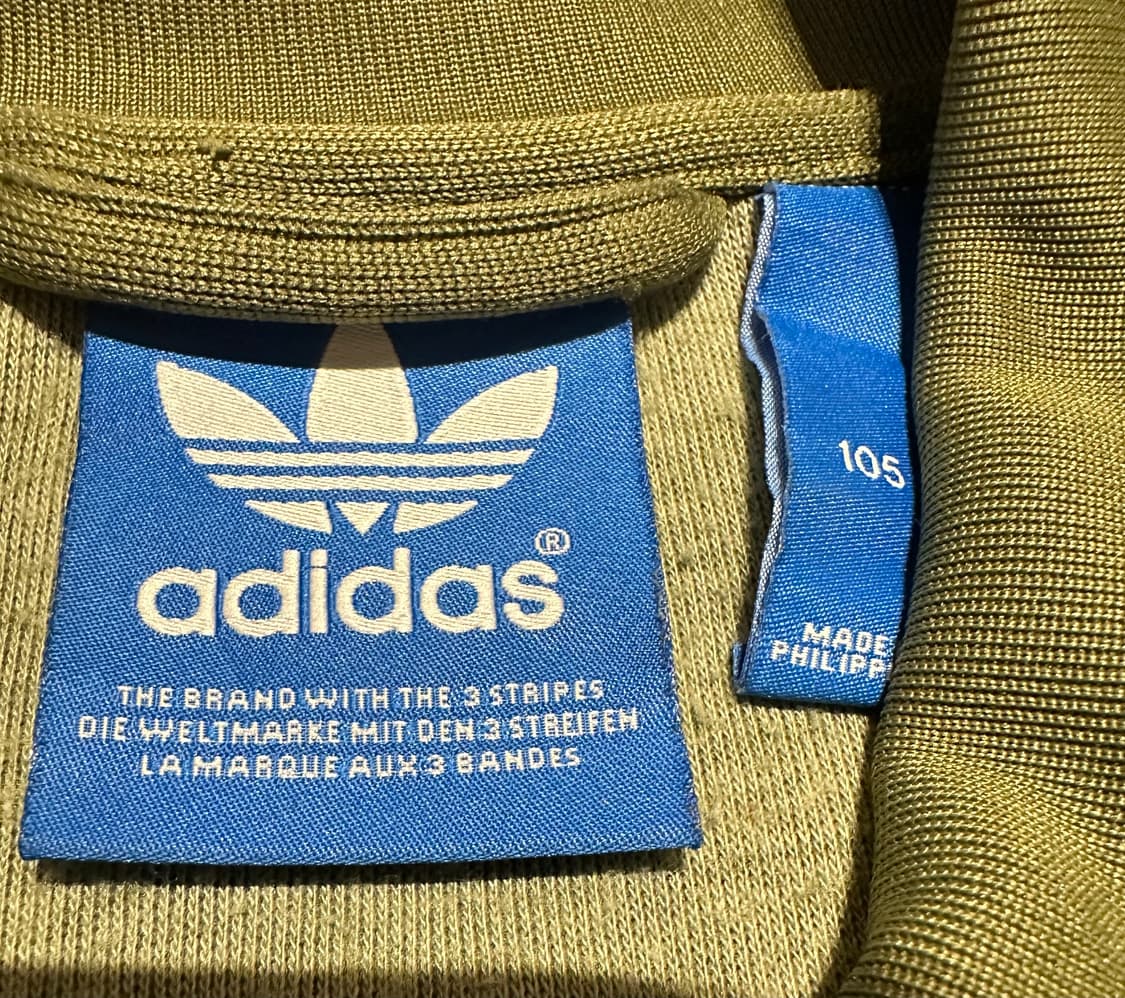 adidas®
THE BRAND WITH THE 3 STRIPES
DIE WELTMARKE MIT DEN 3 STREIFEN
LA MARQUE AUX 3 BANDES
105
MADE
PHILIPP